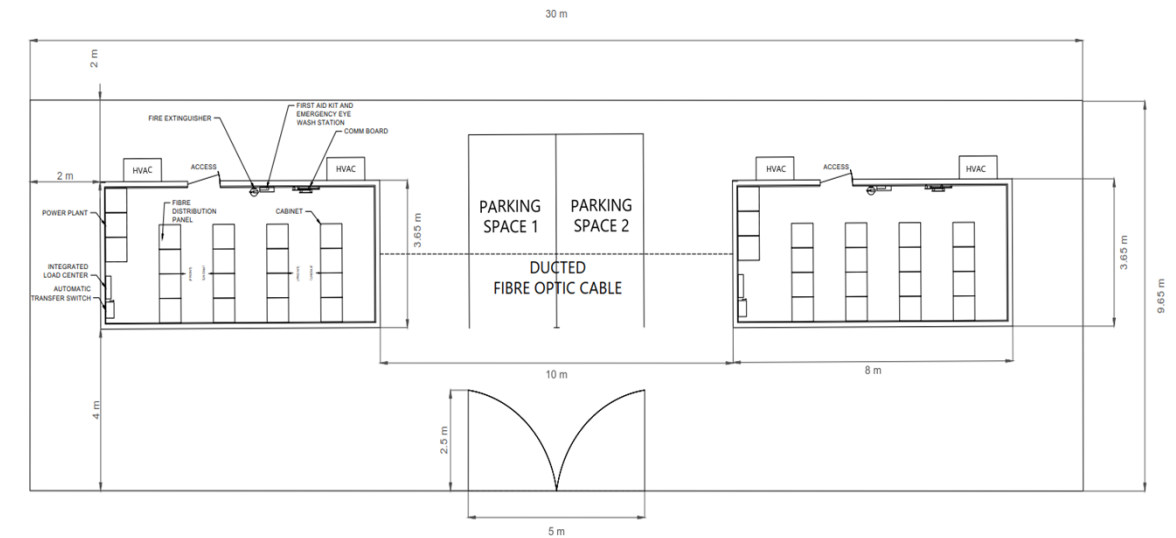 30 m
2 m
FIRST AID KIT AND
EMERGENCY EYE
WASH STATION
FIRE EXTINGUISHER
COMM BOARD
HVAC
ACCESS
HVAC
HVAC
ACCESS
HVAC
2 m
POWER PLANT
FIBRE
DISTRIBUTION
PANEL
CABINET
PARKING
SPACE 1
PARKING
SPACE 2
3.65 m
3.65 m
9.65 m
INTEGRATED
LOAD CENTER
AUTOMATIC
TRANSFER SWITCH
DUCTED
FIBRE OPTIC CABLE
10 m
8 m
4 m
2.5 m
5 m